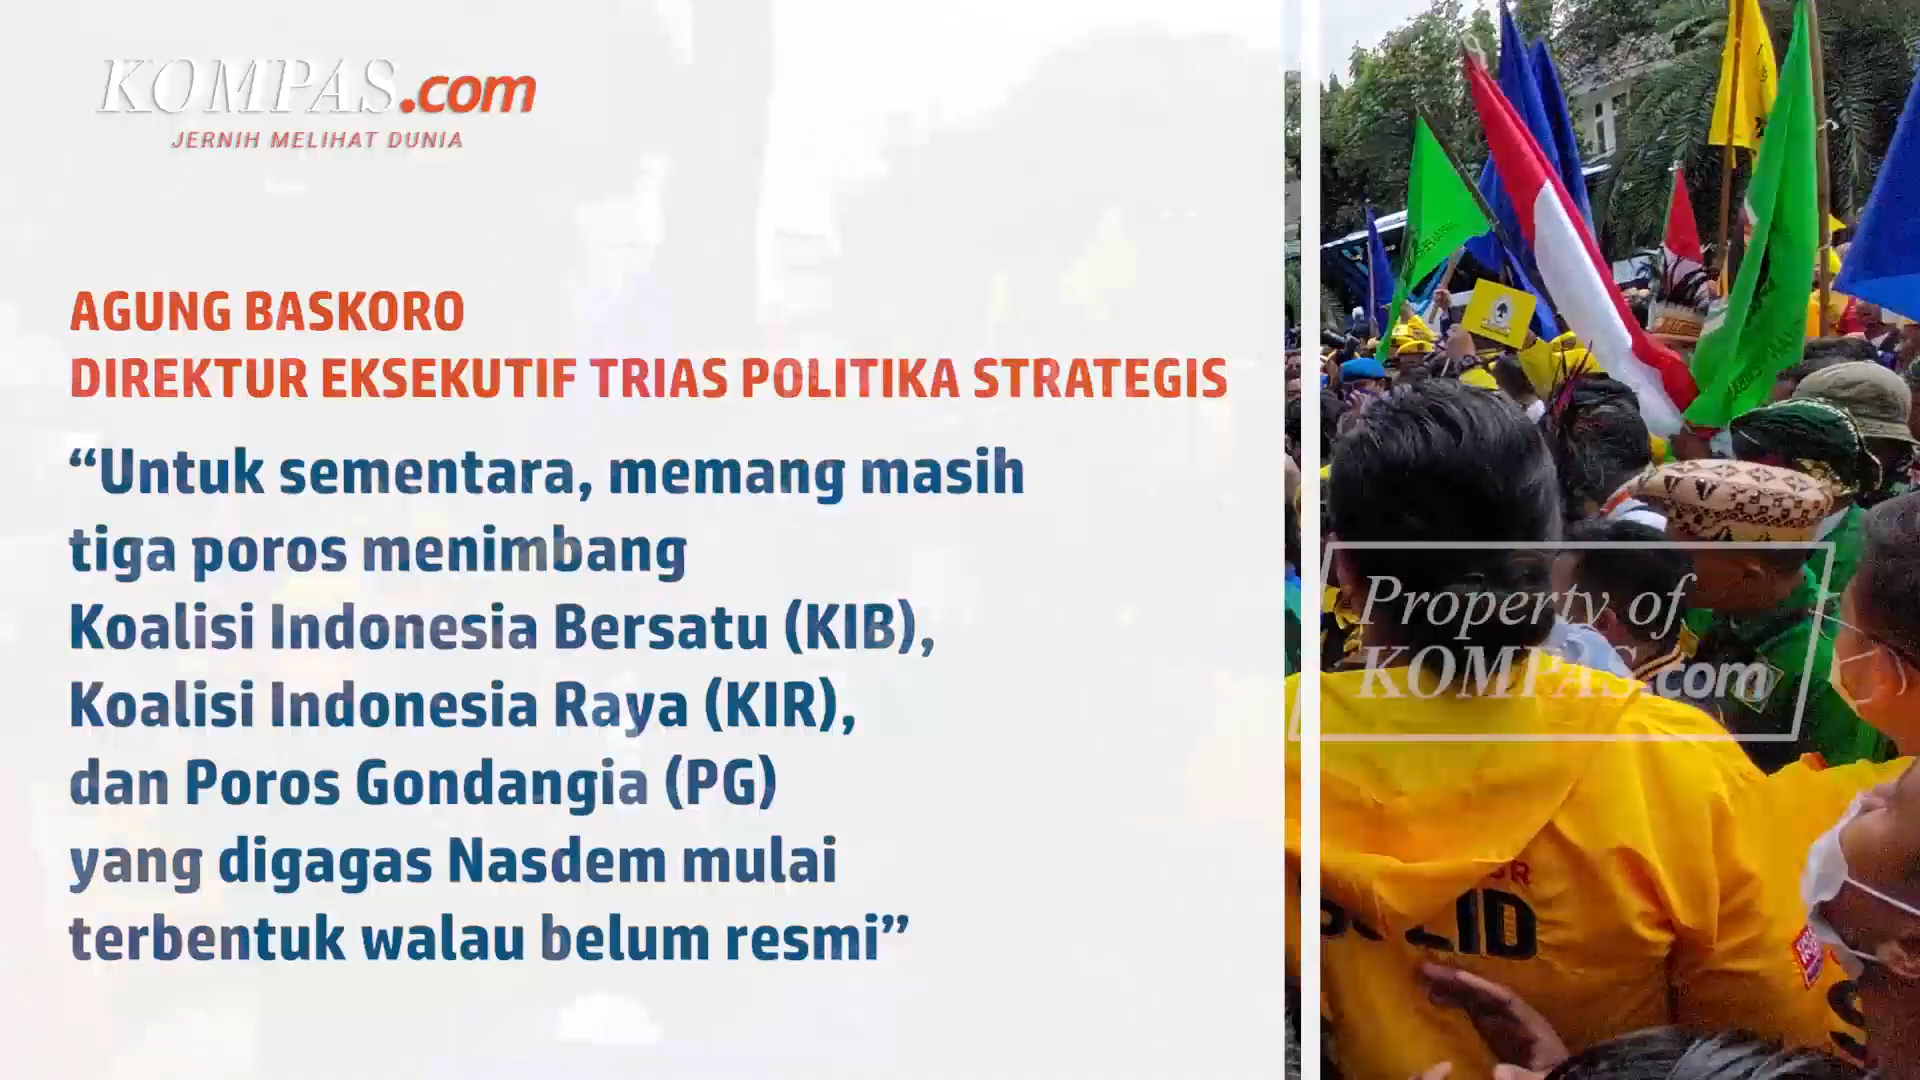 KOMPAS.com
JERNIH MELIHAT DUNIA
AGUNG BASKORO
DIREKTUR EKSEKUTIF TRIAS POLITIKA STRATEGIS
“Untuk sementara, memang masih
tiga poros menimbang
Koalisi Indonesia Bersatu (KIB),
Koalisi Indonesia Raya (KIR),
dan Poros Gondangia (PG)
yang digagas Nasdem mulai
terbentuk walau belum resmi”
Property of
KOMPAS.com